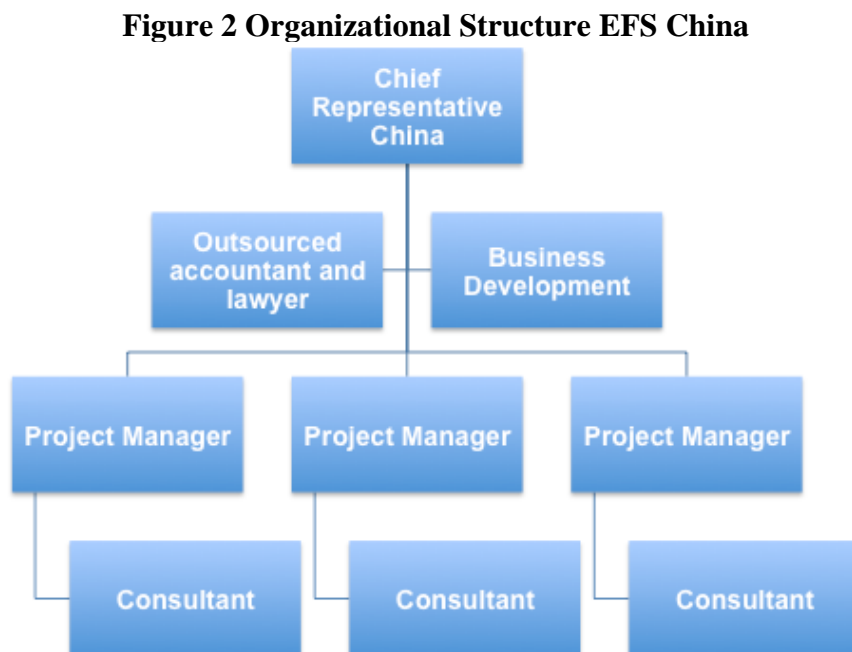 Figure 2 Organizational Structure EFS China
Chief
Representative
China
Outsourced
accountant and
lawyer
Business
Development
Project Manager
Project Manager
Project Manager
Consultant
Consultant
Consultant